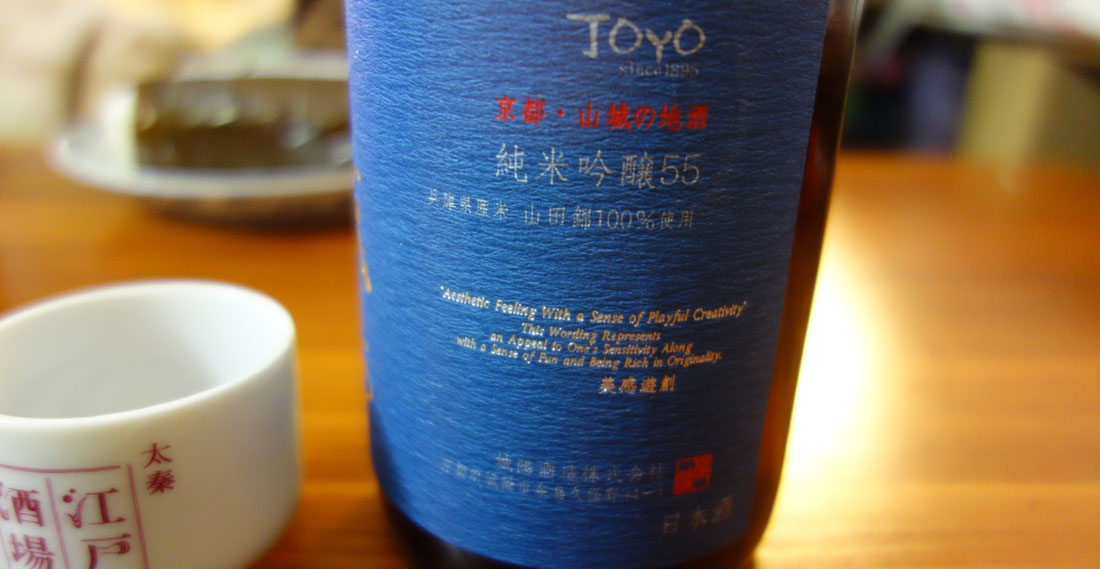 JOYO
since1895
京都・山城の地酒
純米吟醸55
兵庫県産米 山田錦100%使用
"Aesthetic Feeling With a Sense of Playful Creativity"
This Wording Represents
an Appeal to One's Sensitivity Along
with a Sense of Fun and Being Rich in Originality.
美感遊創
城陽酒造株式会社
日本酒
太秦
江戸
酒場